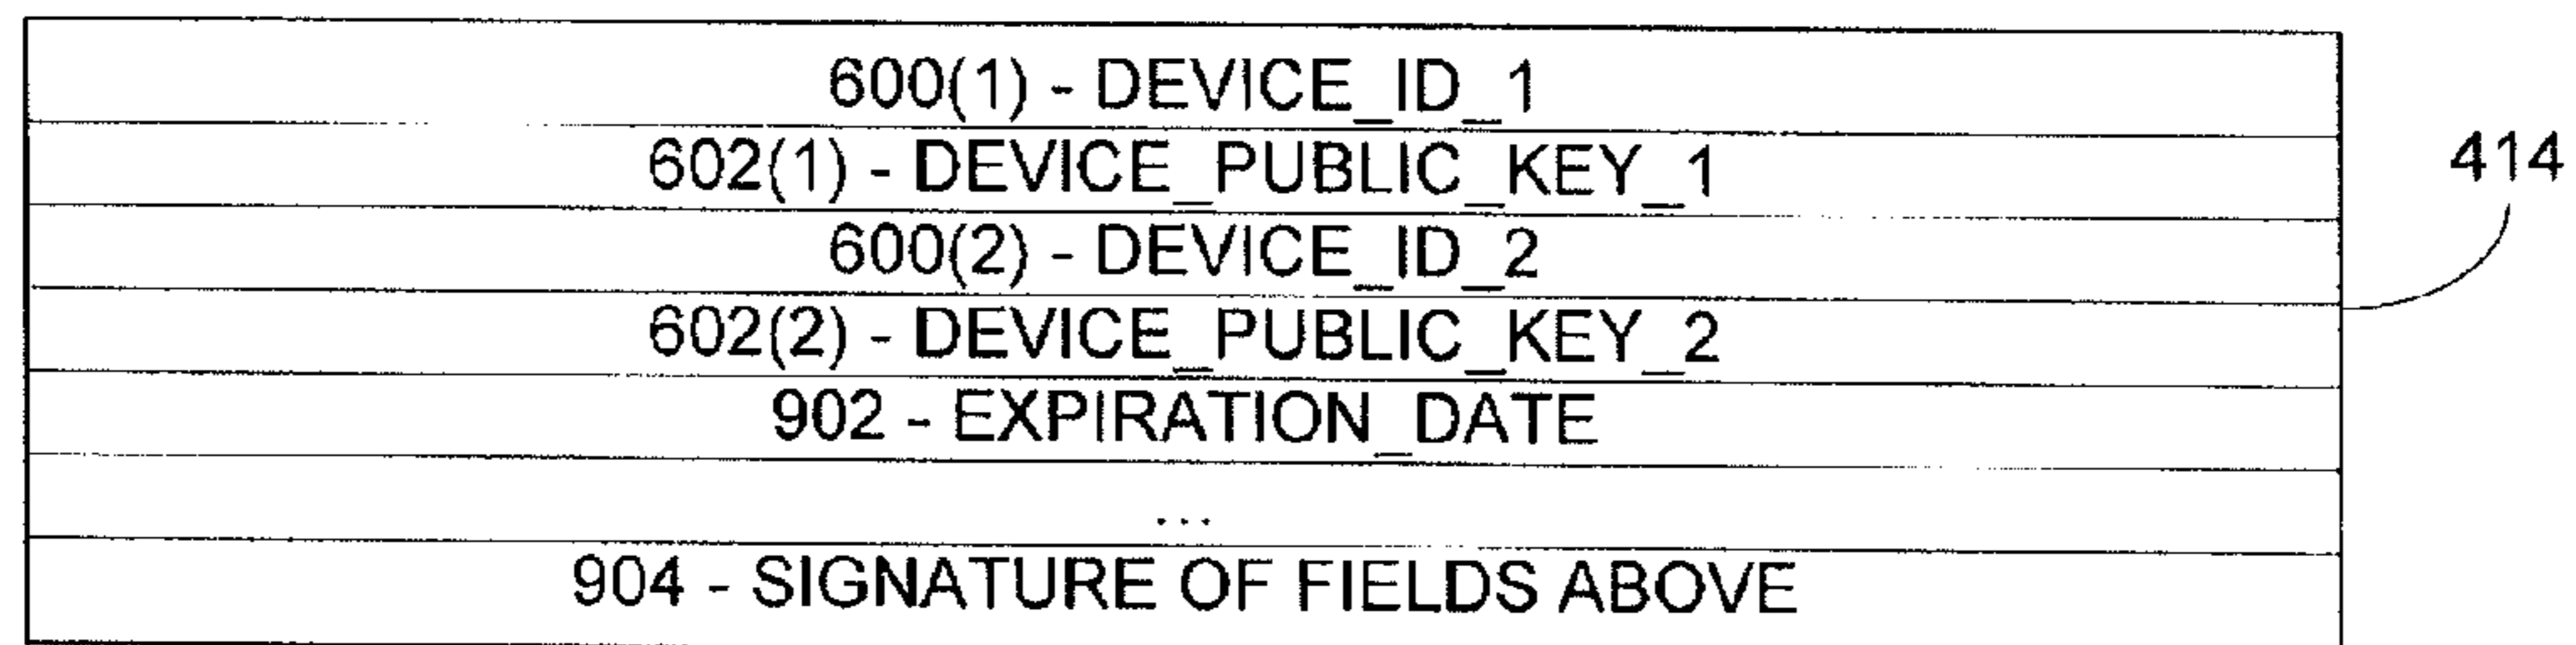 600(1) - DEVICE_ID_1
602(1) - DEVICE_PUBLIC_KEY_1
414
600(2) - DEVICE_ID_2
602(2) - DEVICE_PUBLIC_KEY_2
902 - EXPIRATION_DATE
...
904 - SIGNATURE OF FIELDS ABOVE